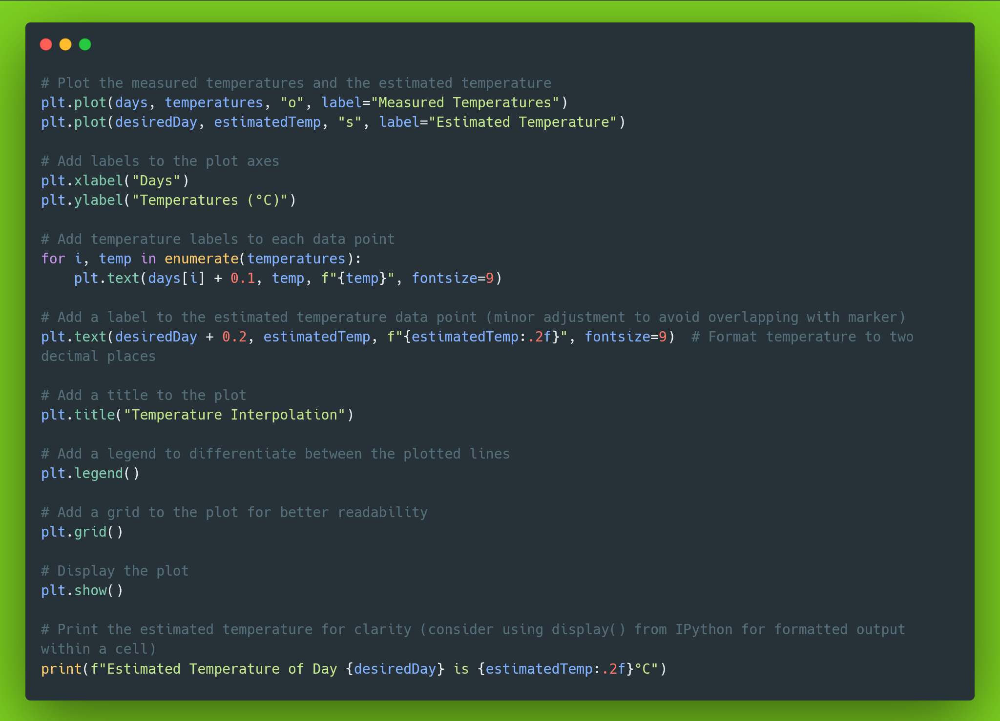 # Plot the measured temperatures and the estimated temperature
plt.plot(days, temperatures, "o", label="Measured Temperatures")
plt.plot(desiredDay, estimatedTemp, "s", label="Estimated Temperature")

# Add labels to the plot axes
plt.xlabel("Days")
plt.ylabel("Temperatures (°C)")

# Add temperature labels to each data point
for i, temp in enumerate(temperatures):
    plt.text(days[i] + 0.1, temp, f"{temp}", fontsize=9)

# Add a label to the estimated temperature data point (minor adjustment to avoid overlapping with marker)
plt.text(desiredDay + 0.2, estimatedTemp, f"{estimatedTemp:.2f}", fontsize=9)  # Format temperature to two
decimal places

# Add a title to the plot
plt.title("Temperature Interpolation")

# Add a legend to differentiate between the plotted lines
plt.legend()

# Add a grid to the plot for better readability
plt.grid()

# Display the plot
plt.show()

# Print the estimated temperature for clarity (consider using display() from IPython for formatted output
within a cell)
print(f"Estimated Temperature of Day {desiredDay} is {estimatedTemp:.2f}°C")